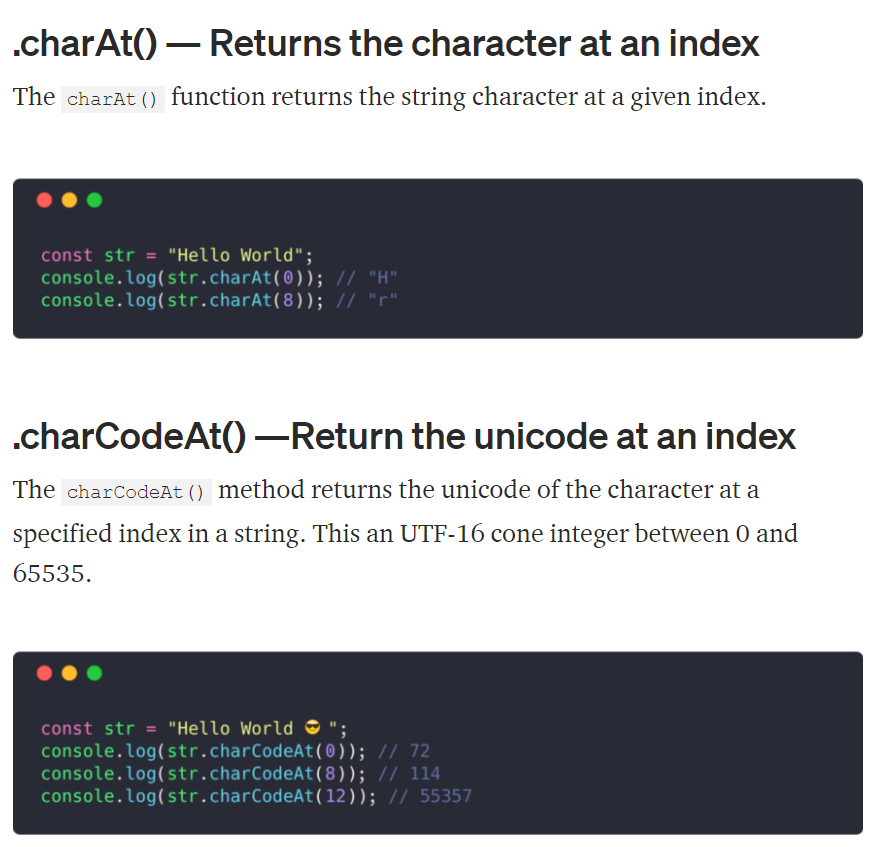 .charAt() — Returns the character at an index
The charAt() function returns the string character at a given index.
const str = "Hello World";
console.log(str.charAt(0)); // "H"
console.log(str.charAt(8)); // "r"
.charCodeAt() —Return the unicode at an index
The charCodeAt() method returns the unicode of the character at a
specified index in a string. This an UTF-16 cone integer between 0 and
65535.
const str = "Hello World 😎 ";
console.log(str.charCodeAt(0)); // 72
console.log(str.charCodeAt(8)); // 114
console.log(str.charCodeAt(12)); // 55357